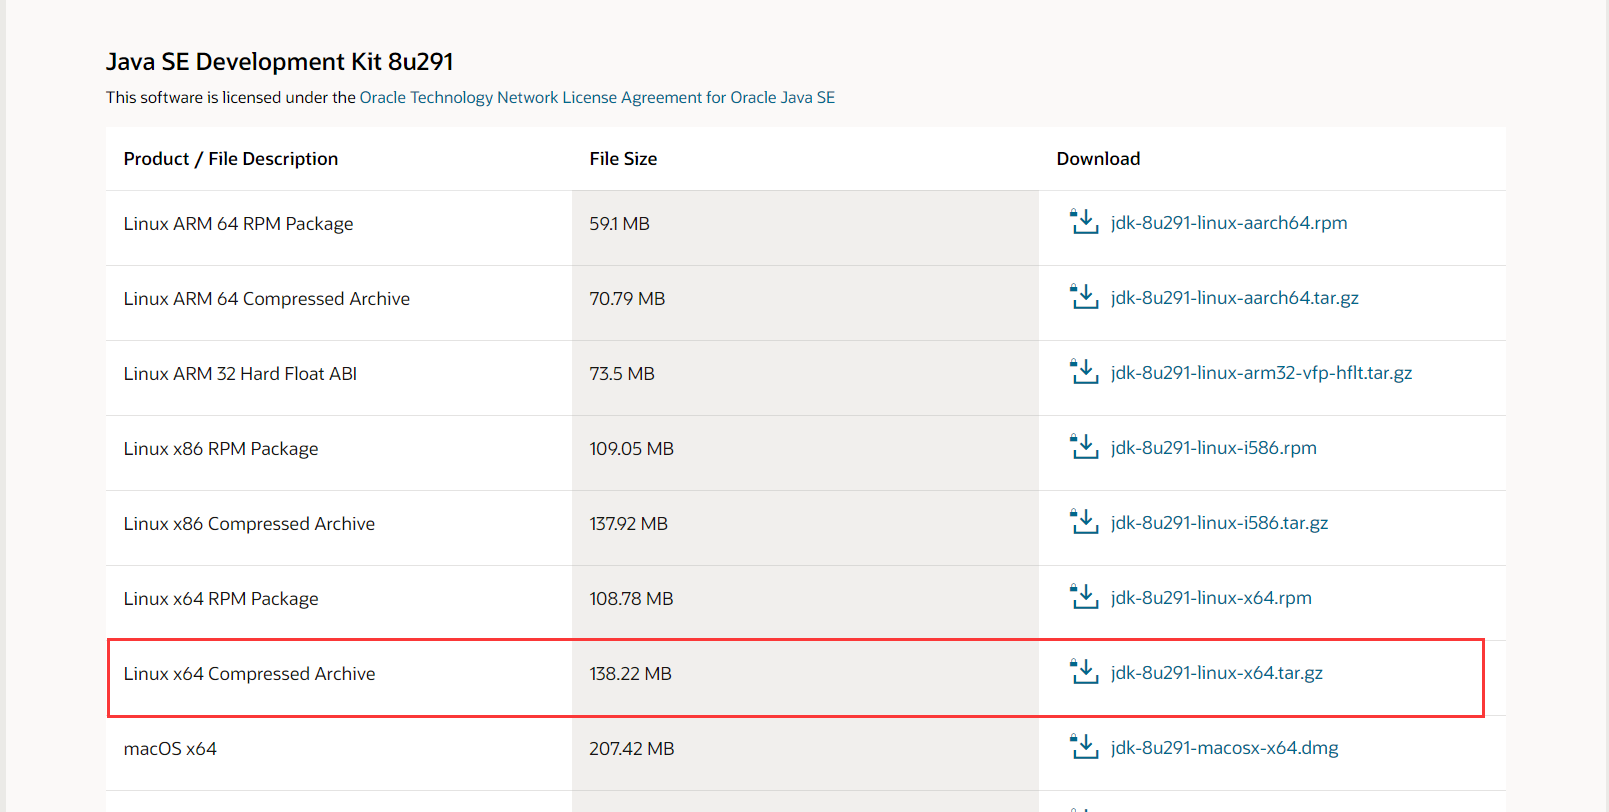 Java SE Development Kit 8u291
This software is licensed under the Oracle Technology Network License Agreement for Oracle Java SE
Product / File Description File Size Download
Linux ARM 64 RPM Package 59.1 MB jdk-8u291-linux-aarch64.rpm
Linux ARM 64 Compressed Archive 70.79 MB jdk-8u291-linux-aarch64.tar.gz
Linux ARM 32 Hard Float ABI 73.5 MB jdk-8u291-linux-arm32-vfp-hflt.tar.gz
Linux x86 RPM Package 109.05 MB jdk-8u291-linux-i586.rpm
Linux x86 Compressed Archive 137.92 MB jdk-8u291-linux-i586.tar.gz
Linux x64 RPM Package 108.78 MB jdk-8u291-linux-x64.rpm
Linux x64 Compressed Archive 138.22 MB jdk-8u291-linux-x64.tar.gz
macOS x64 207.42 MB jdk-8u291-macosx-x64.dmg